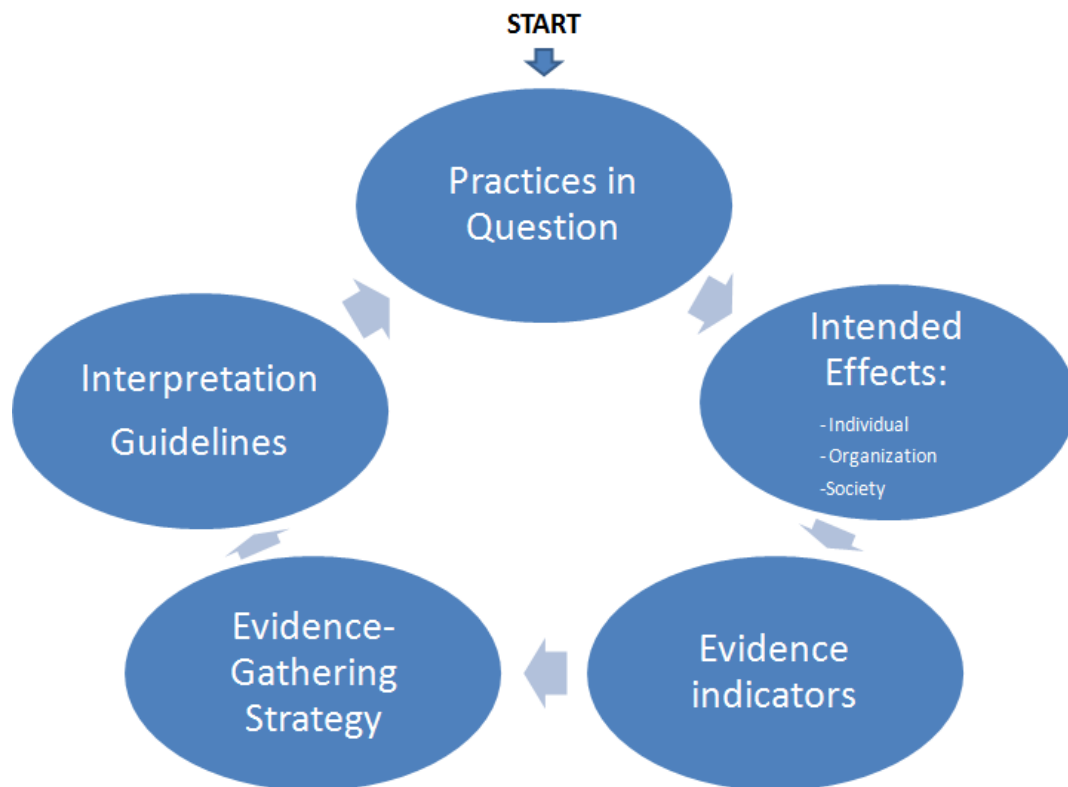 START
Practices in
Question
Intended
Effects:
- Individual
- Organization
-Society
Evidence
indicators
Evidence-
Gathering
Strategy
Interpretation
Guidelines